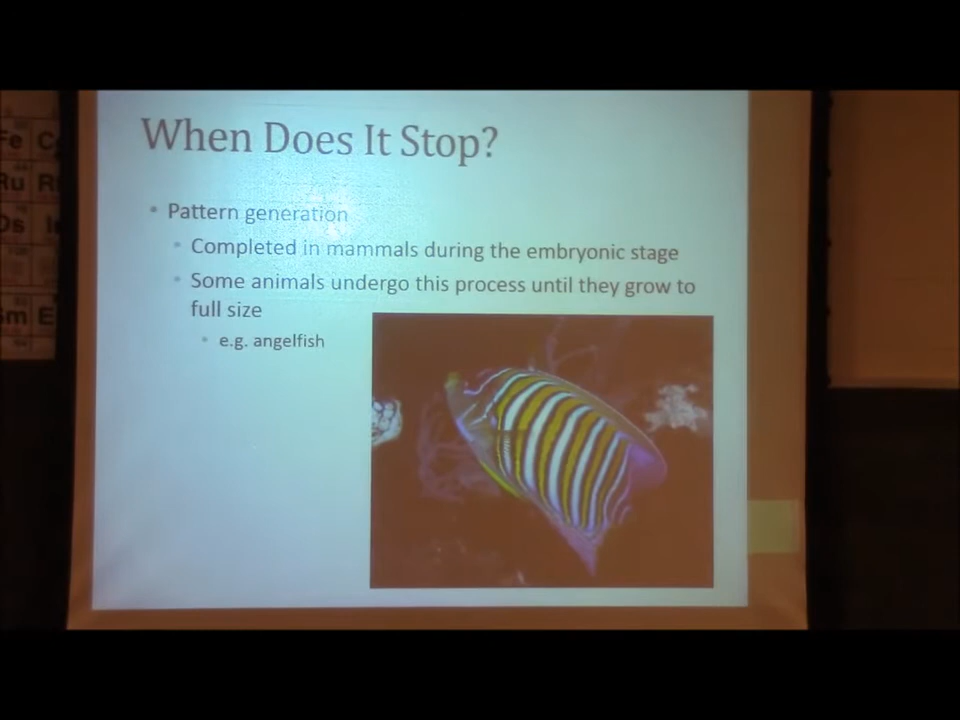 When Does It Stop?
• Pattern generation
• Completed in mammals during the embryonic stage
• Some animals undergo this process until they grow to
full size
• e.g. angelfish
Fe
Ru
Ds
Sm